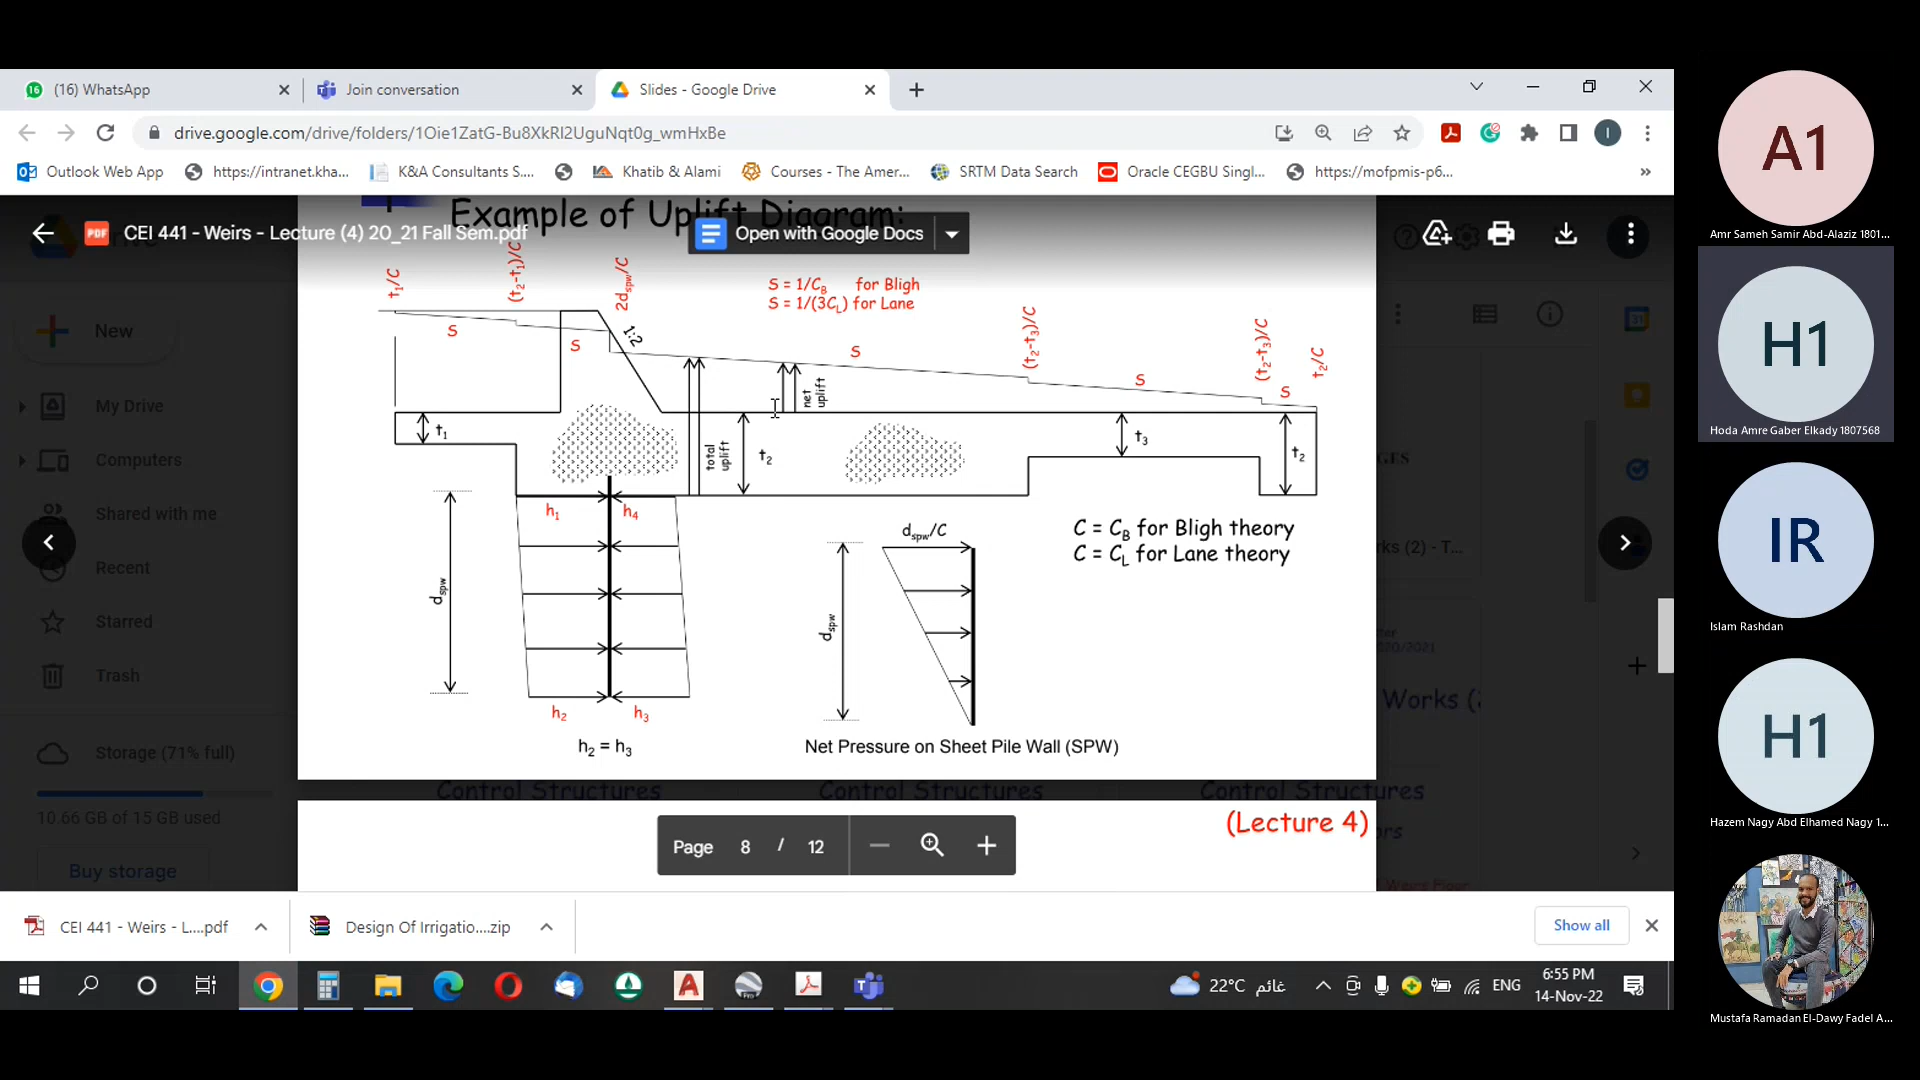 (16) WhatsApp
Join conversation
Slides - Google Drive
drive.google.com/drive/folders/1Oie1ZatG-Bu8XkRl2UguNqt0g_wmHxBe
Outlook Web App
https://intranet.kha...
K&A Consultants S....
Khatib & Alami
Courses - The Amer...
SRTM Data Search
Oracle CEGBU Singl...
https://mofpmis-p6...
»
Example of Uplift Diagram:
PDF
CEI 441 - Weirs - Lecture (4) 20_21 Fall Sem.pdf
Open with Google Docs
t₁/C
(t₂-t₁)/C
2d_spw/C
S = 1/C_B for Bligh
S = 1/(3C_L) for Lane
S
S
1:2
S
(t₂-t₃)/C
S
(t₂-t₃)/C
S
t₂/C
net uplift
t₁
total uplift
t₂
t₃
t₂
h₁
h₄
d_spw
h₂
h₃
h₂ = h₃
d_spw/C
d_spw
Net Pressure on Sheet Pile Wall (SPW)
C = C_B for Bligh theory
C = C_L for Lane theory
New
My Drive
Computers
Shared with me
Recent
Starred
Trash
Storage (71% full)
10.66 GB of 15 GB used
Buy storage
Control Structures
Control Structures
Control Structures
(Lecture 4)
Page 8 / 12
CEI 441 - Weirs - L....pdf
Design Of Irrigatio....zip
Show all
22°C غائم
ENG
6:55 PM
14-Nov-22
A1
Amr Sameh Samir Abd-Alaziz 1801...
H1
Hoda Amre Gaber Elkady 1807568
IR
Islam Rashdan
H1
Hazem Nagy Abd Elhamed Nagy 1...
Mustafa Ramadan El-Dawy Fadel A...